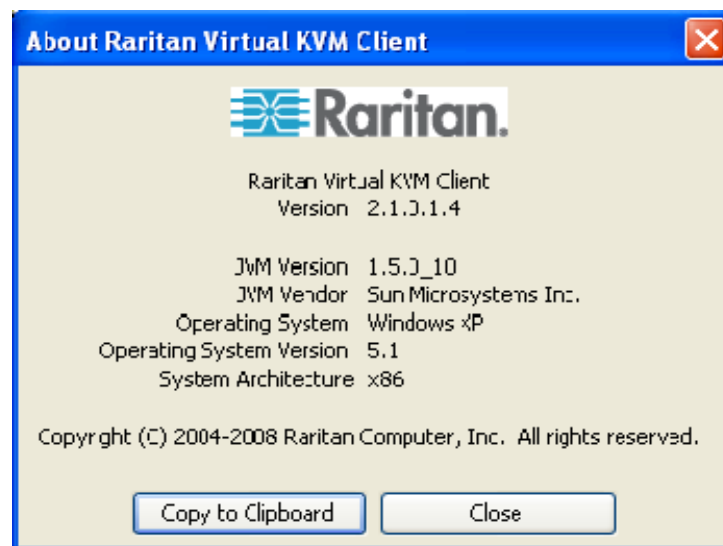 About Raritan Virtual KVM Client
Raritan.
Raritan Virtual KVM Client
Version 2.1.0.1.4
JVM Version 1.5.0_10
JVM Vendor Sun Microsystems Inc.
Operating System Windows XP
Operating System Version 5.1
System Architecture x86
Copyright (C) 2004-2008 Raritan Computer, Inc. All rights reserved.
Copy to Clipboard Close